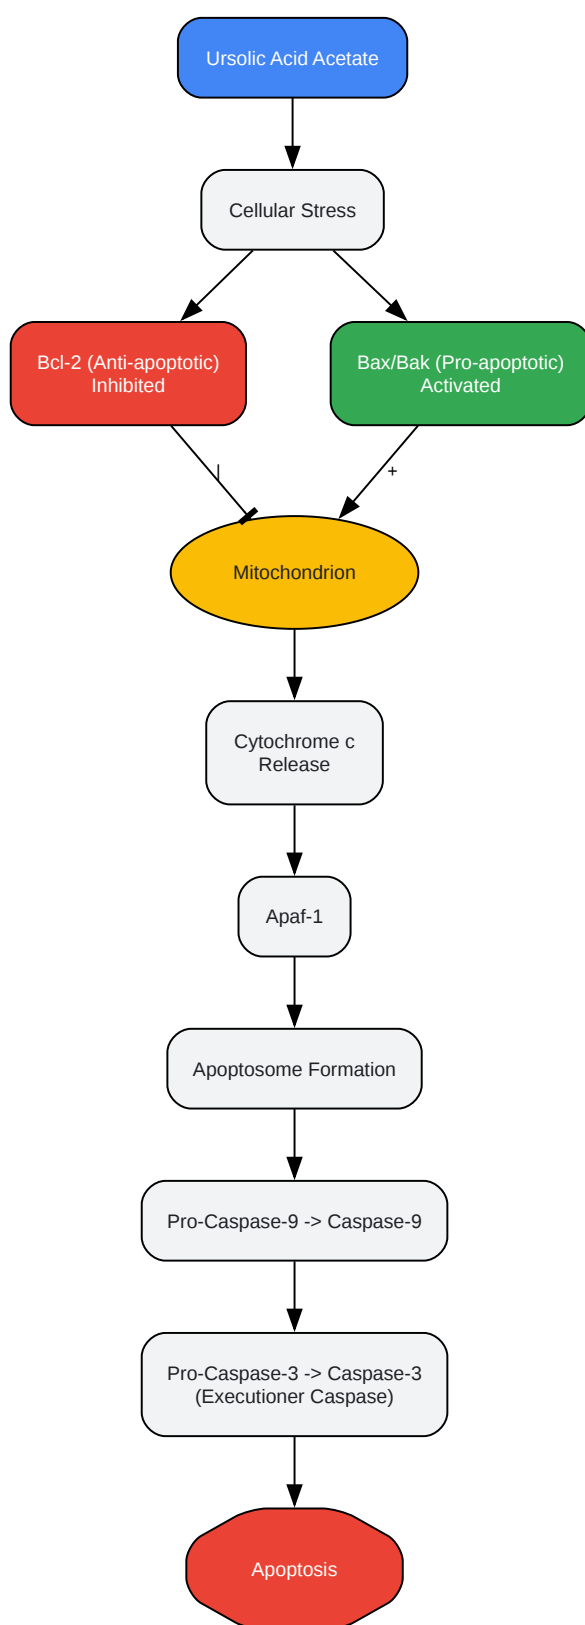 Ursolic Acid Acetate
Cellular Stress
Bcl-2 (Anti-apoptotic)
Inhibited
Bax/Bak (Pro-apoptotic)
Activated
|
+
Mitochondrion
Cytochrome c
Release
Apaf-1
Apoptosome Formation
Pro-Caspase-9 -> Caspase-9
Pro-Caspase-3 -> Caspase-3
(Executioner Caspase)
Apoptosis